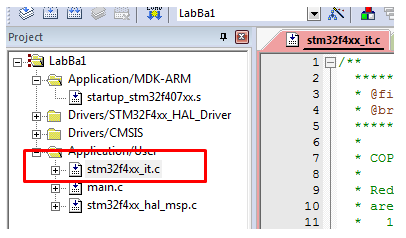 LOAD
LabBa1
Project
LabBa1
Application/MDK-ARM
startup_stm32f407xx.s
Drivers/STM32F4xx_HAL_Driver
Drivers/CMSIS
Application/User
stm32f4xx_it.c
main.c
stm32f4xx_hal_msp.c
stm32f4xx_it.c
1 /**
2 *****
3 * @fi
4 * @br
5 *****
6 *
7 * COP
8 *
9 * Red
10 * are
11 * 1